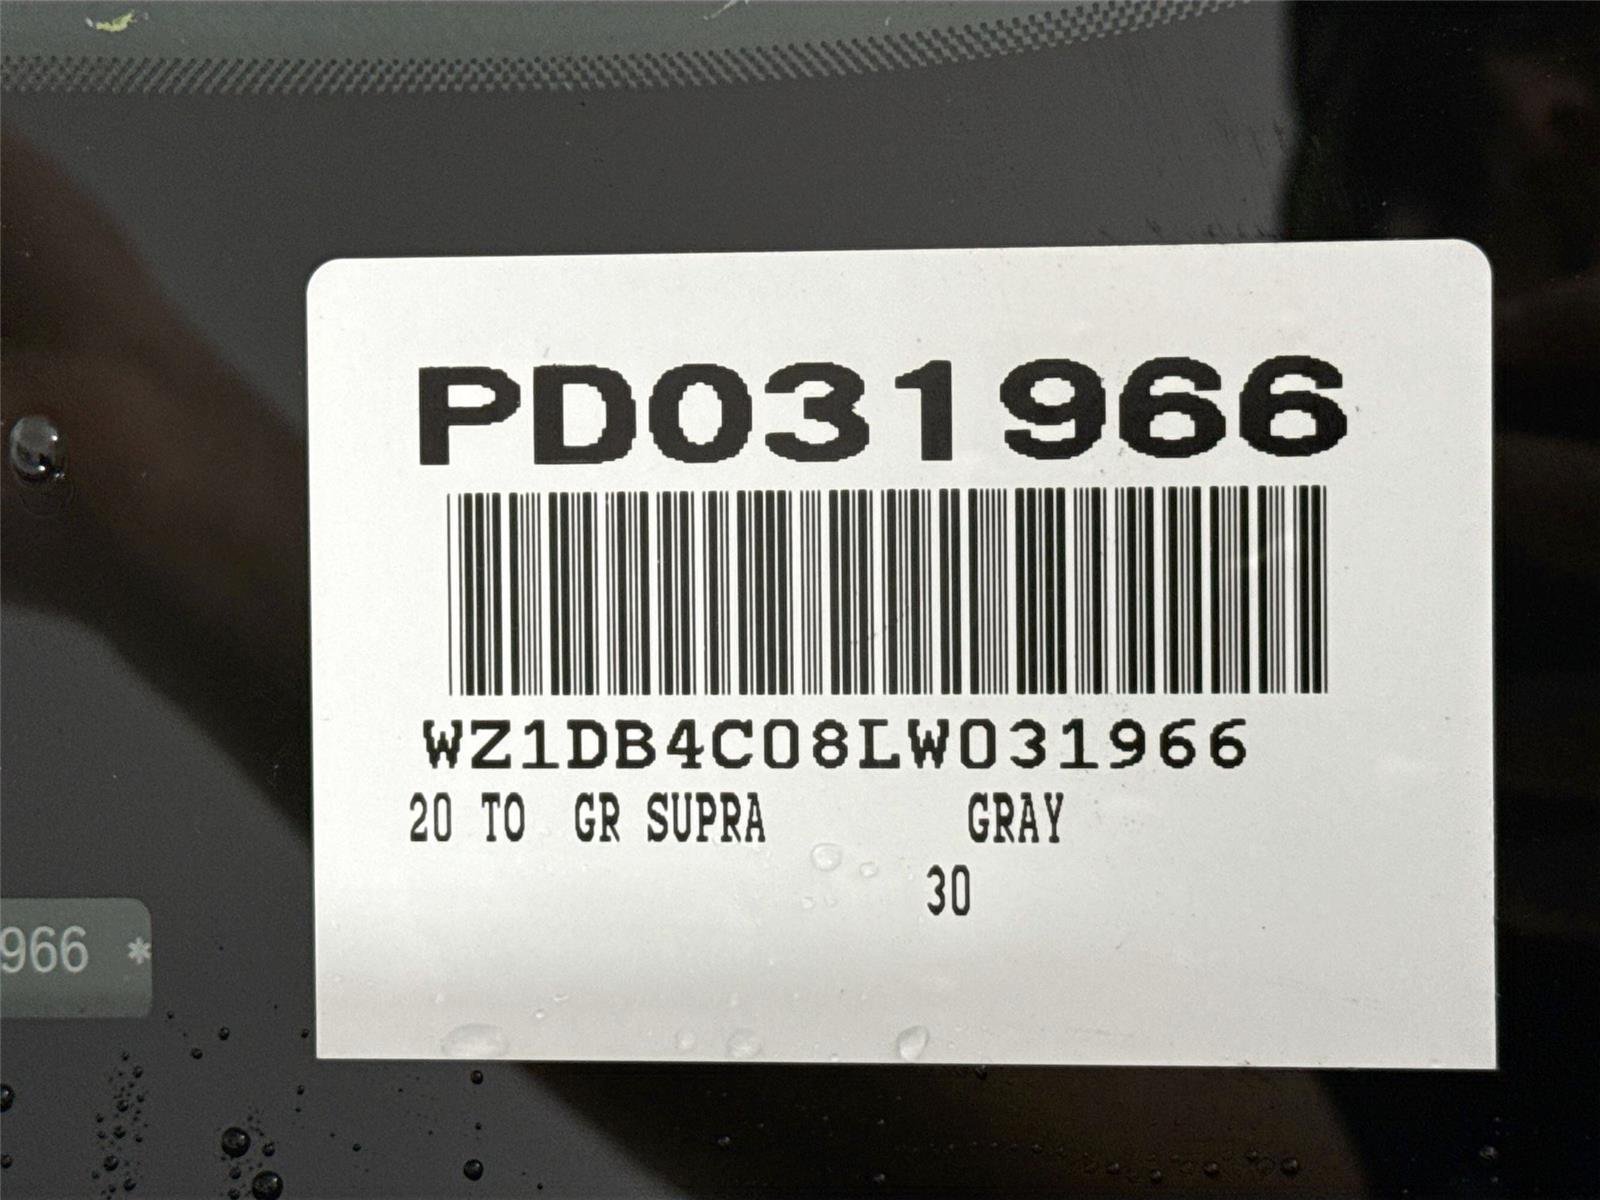 PD031966
WZ1DB4C08LW031966
20 TO GR SUPRA GRAY
30
966 *